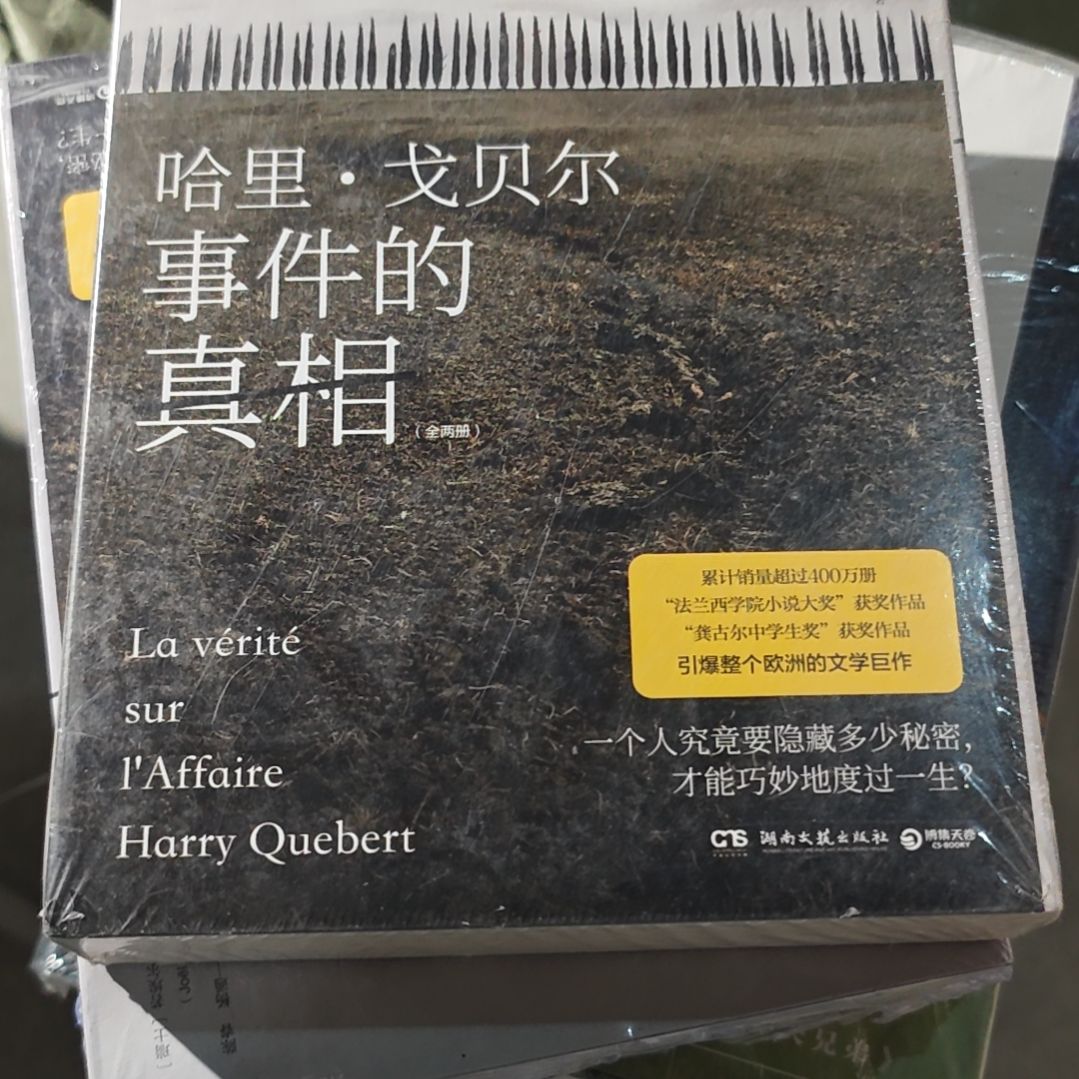 哈里·戈贝尔
事件的
真相
（全两册）
La vérité
sur
l'Affaire
Harry Quebert
累计销量超过400万册
“法兰西学院小说大奖”获奖作品
“龚古尔中学生奖”获奖作品
引爆整个欧洲的文学巨作
一个人究竟要隐藏多少秘密，
才能巧妙地度过一生？
湖南文艺出版社
博集天卷
CS-BOOKY